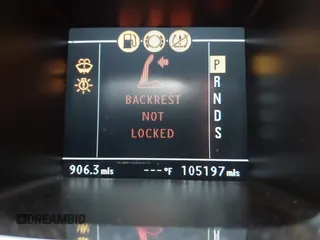 P
R
N
D
S
BACKREST
NOT
LOCKED
906.3 mls ---°F 105197 mls
DREAMBID